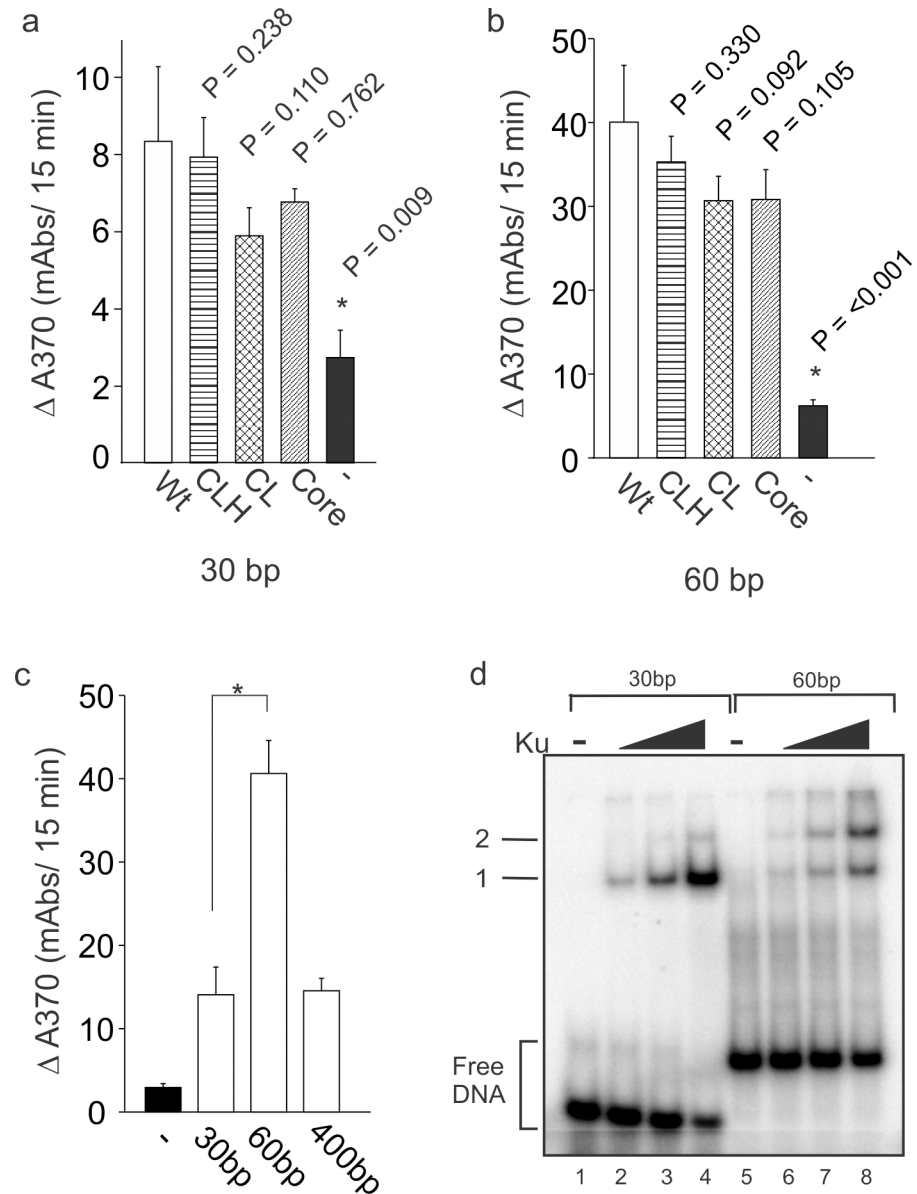 a
Δ A370 (mAbs/ 15 min)
10
8
6
4
2
0
P = 0.238
P = 0.110
P = 0.762
P = 0.009
*
Wt
CLH
CL
Core
-
30 bp
b
Δ A370 (mAbs/ 15 min)
50
40
30
20
10
0
P = 0.330
P = 0.092
P = 0.105
P = <0.001
*
Wt
CLH
CL
Core
-
60 bp
c
Δ A370 (mAbs/ 15 min)
50
40
30
20
10
0
*
-
30bp
60bp
400bp
d
30bp 60bp
Ku - -
2
1
Free
DNA
1 2 3 4 5 6 7 8